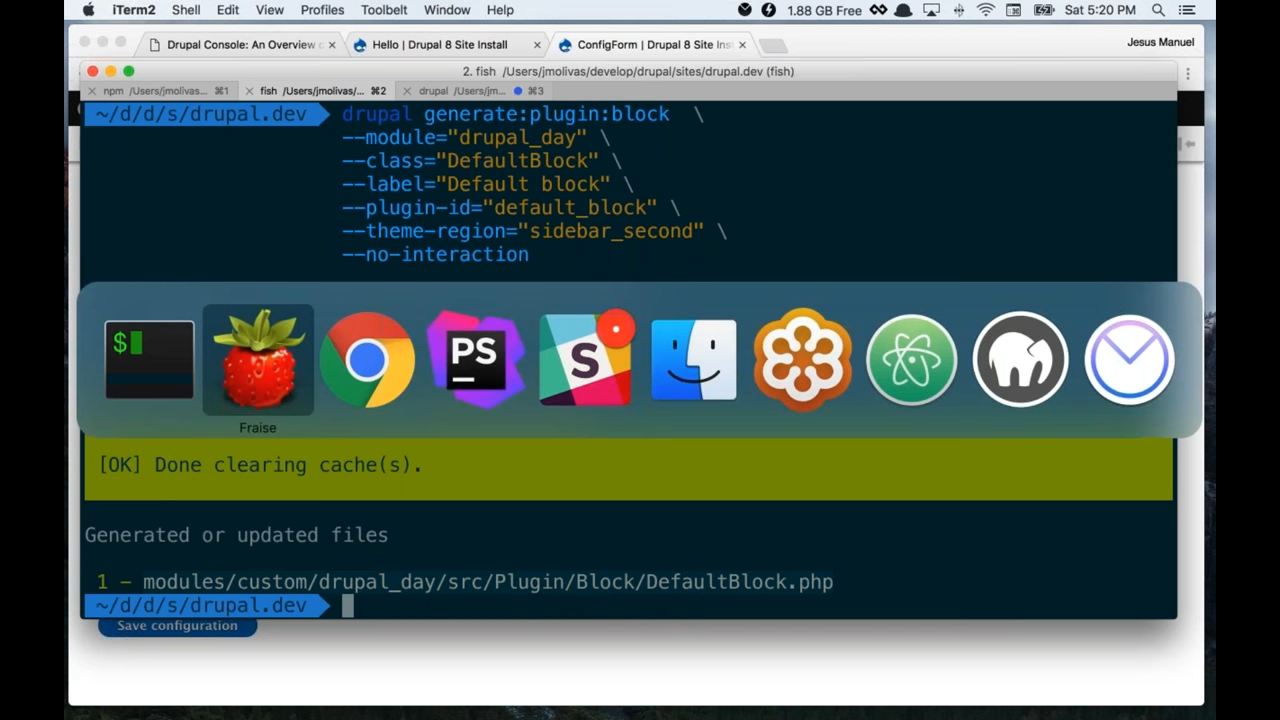 iTerm2 Shell Edit View Profiles Toolbelt Window Help 1.88 GB Free Sat 5:20 PM
Drupal Console: An Overview × Hello | Drupal 8 Site Install × ConfigForm | Drupal 8 Site Inst × Jesus Manuel
2. fish /Users/jmolivas/develop/drupal/sites/drupal.dev (fish)
npm /Users/jmolivas... ⌘1 fish /Users/jmolivas/... ⌘2 drupal /Users/jm... ⌘3
~/d/d/s/drupal.dev drupal generate:plugin:block \
--module="drupal_day" \
--class="DefaultBlock" \
--label="Default block" \
--plugin-id="default_block" \
--theme-region="sidebar_second" \
--no-interaction
$
PS
S
Fraise
[OK] Done clearing cache(s).
Generated or updated files
1 - modules/custom/drupal_day/src/Plugin/Block/DefaultBlock.php
~/d/d/s/drupal.dev
Save configuration